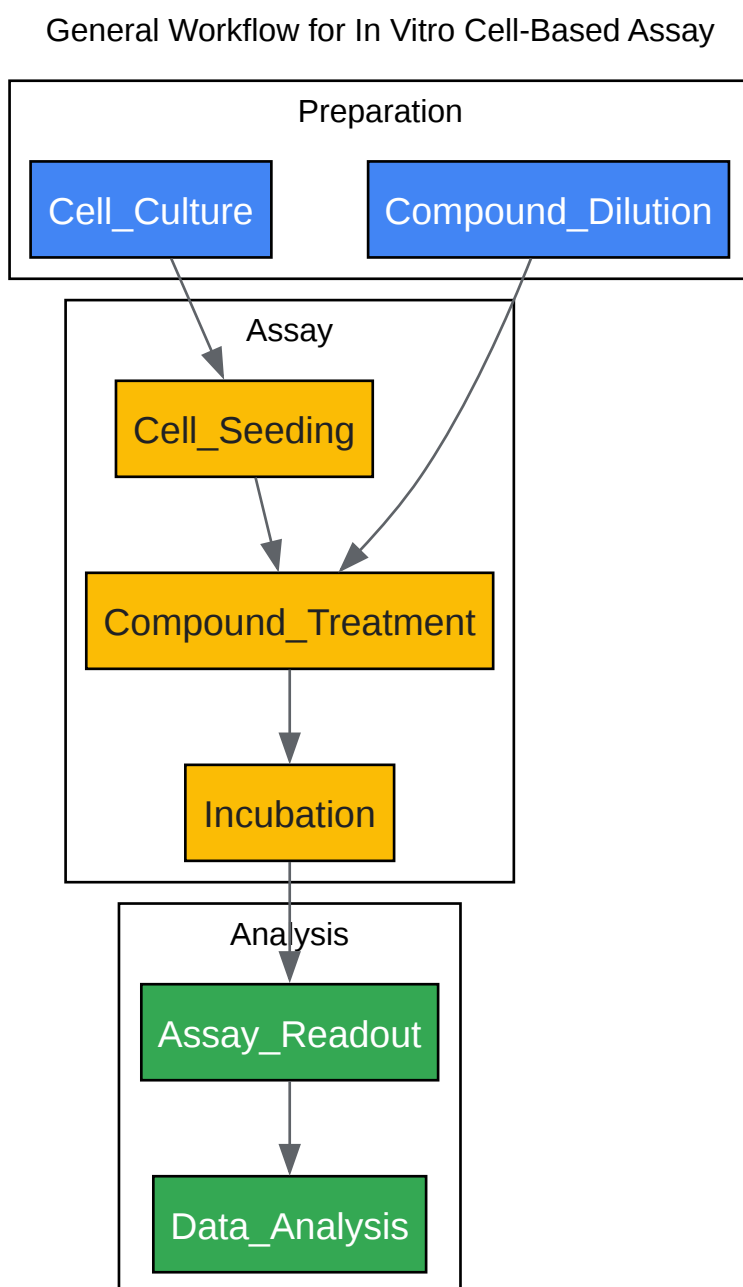 General Workflow for In Vitro Cell-Based Assay
Preparation
Cell_Culture
Compound_Dilution
Assay
Cell_Seeding
Compound_Treatment
Incubation
Analysis
Assay_Readout
Data_Analysis